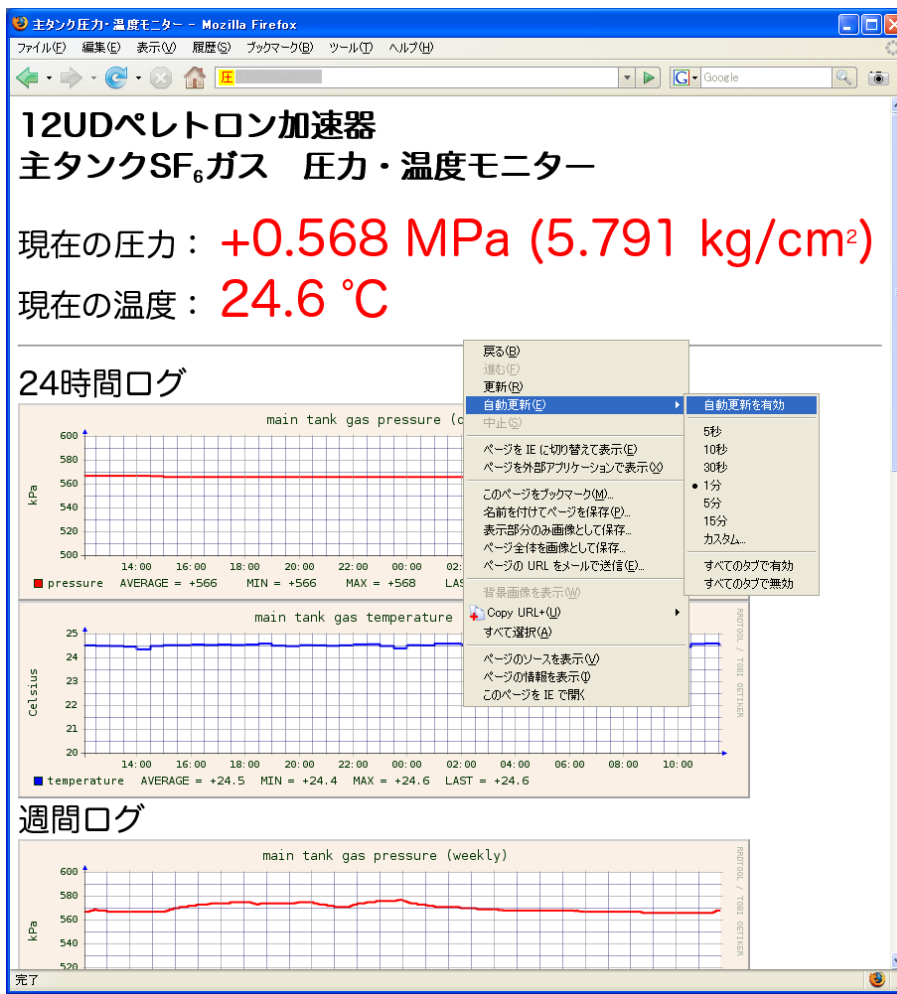 主タンク圧力・温度モニター - Mozilla Firefox
ファイル(F) 編集(E) 表示(V) 履歴(S) ブックマーク(B) ツール(T) ヘルプ(H)
圧
Google
12UDペレトロン加速器
主タンクSF₆ガス 圧力・温度モニター
現在の圧力： +0.568 MPa (5.791 kg/cm²)
現在の温度： 24.6 ℃
戻る(B)
進む(F)
更新(R)
自動更新(E)
中止(S)
ページを IE に切り替えて表示(E)
ページを外部アプリケーションで表示(X)
このページをブックマーク(M)...
名前を付けてページを保存(P)...
表示部分のみ画像として保存...
ページ全体を画像として保存...
ページの URL をメールで送信(E)...
背景画像を表示(W)
Copy URL+(U)
すべて選択(A)
ページのソースを表示(V)
ページの情報を表示(I)
このページを IE で開く
自動更新を有効
5秒
10秒
30秒
1分
5分
15分
カスタム...
すべてのタブで有効
すべてのタブで無効
24時間ログ
main tank gas pressure (
600
580
560
540
520
500
kPa
14:00 16:00 18:00 20:00 22:00 00:00 02:
pressure AVERAGE = +566 MIN = +566 MAX = +568 LAS
main tank gas temperature
25
24
23
22
21
20
Celsius
14:00 16:00 18:00 20:00 22:00 00:00 02:00 04:00 06:00 08:00 10:00
temperature AVERAGE = +24.5 MIN = +24.4 MAX = +24.6 LAST = +24.6
RRDTOOL / TOBI OETIKER
週間ログ
main tank gas pressure (weekly)
600
580
560
540
520
kPa
RRDTOOL / TOBI OETIKER
完了